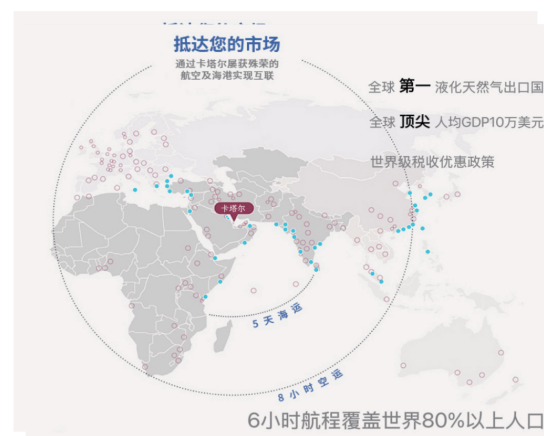 抵达您的市场
通过卡塔尔屡获殊荣的
航空及海港实现互联
全球 第一 液化天然气出口国
全球 顶尖 人均GDP10万美元
世界级税收优惠政策
卡塔尔
5天海运
8小时空运
6小时航程覆盖世界80%以上人口